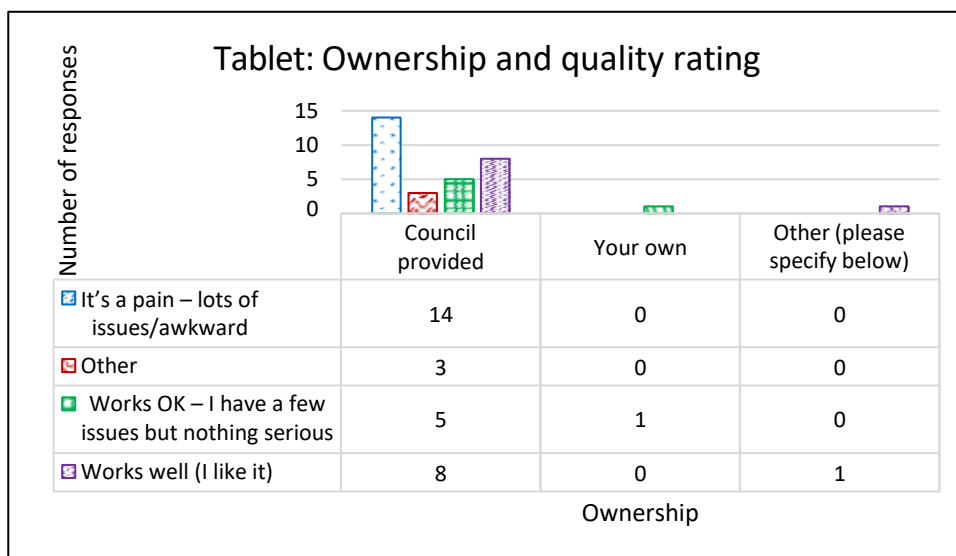 Tablet: Ownership and quality rating
Number of responses
15
10
5
0
Council
provided
Your own
Other (please
specify below)
It’s a pain – lots of
issues/awkward
14
0
0
Other
3
0
0
Works OK – I have a few
issues but nothing serious
5
1
0
Works well (I like it)
8
0
1
Ownership